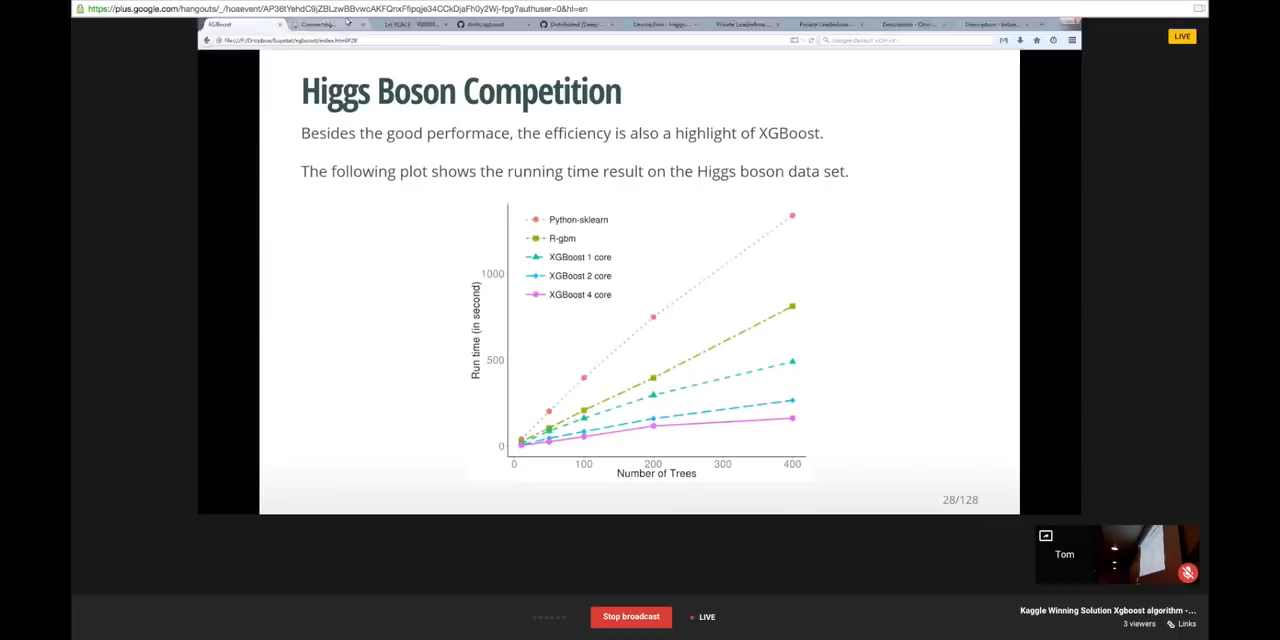 https://plus.google.com/hangouts/_/hoaevent/AP36tYehdC9jZBLzwBBvwcAKFQnxFfipqje34CCkDjaFh0y2Wj-fpg?authuser=0&hl=en
XGBoost
LIVE
Higgs Boson Competition
Besides the good performace, the efficiency is also a highlight of XGBoost.
The following plot shows the running time result on the Higgs boson data set.
Python-sklearn
R-gbm
XGBoost 1 core
XGBoost 2 core
XGBoost 4 core
1000
500
0
Run time (in second)
0 100 200 300 400
Number of Trees
28/128
Tom
Stop broadcast
LIVE
Kaggle Winning Solution Xgboost algorithm -...
3 viewers
Links